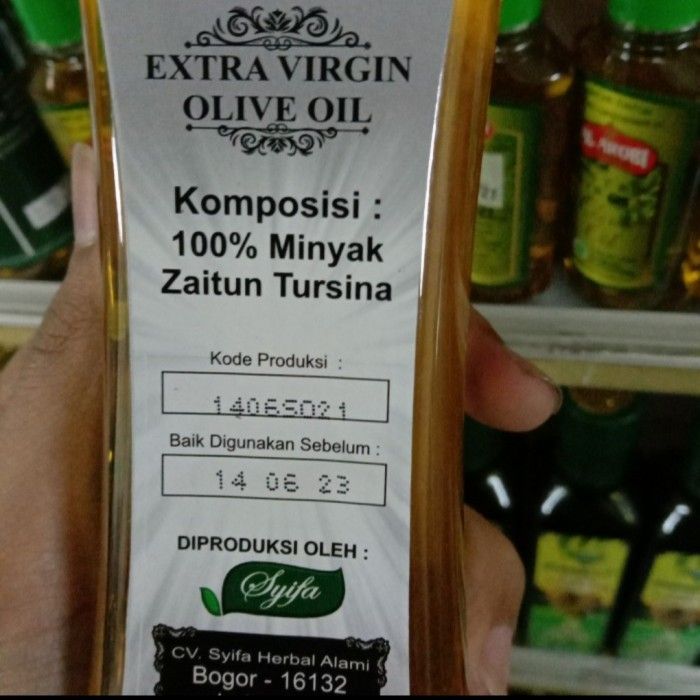 EXTRA VIRGIN
OLIVE OIL
Komposisi :
100% Minyak
Zaitun Tursina
Kode Produksi :
14065021
Baik Digunakan Sebelum :
14 06 23
DIPRODUKSI OLEH :
Syifa
CV. Syifa Herbal Alami
Bogor - 16132